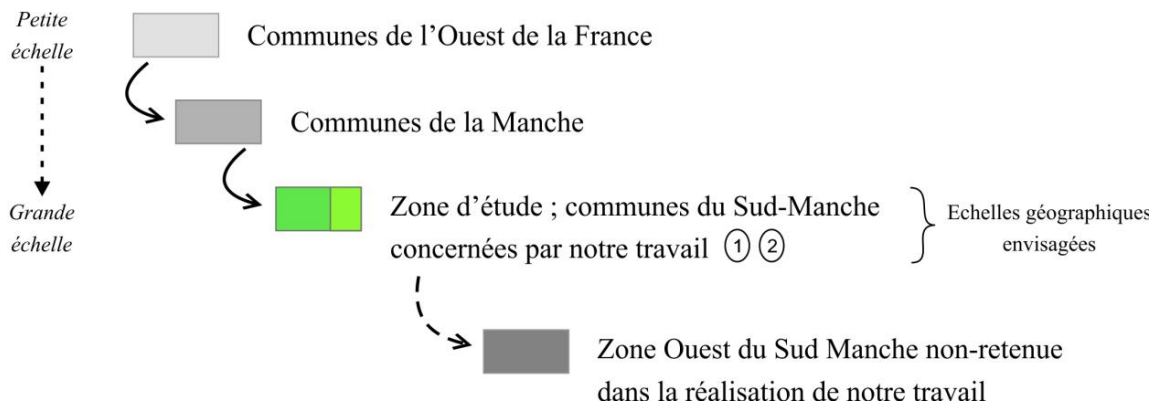 Petite
échelle
Communes de l’Ouest de la France
Communes de la Manche
Grande
échelle
Zone d’étude ; communes du Sud-Manche
concernées par notre travail ① ②
Echelles géographiques
envisagées
Zone Ouest du Sud Manche non-retenue
dans la réalisation de notre travail